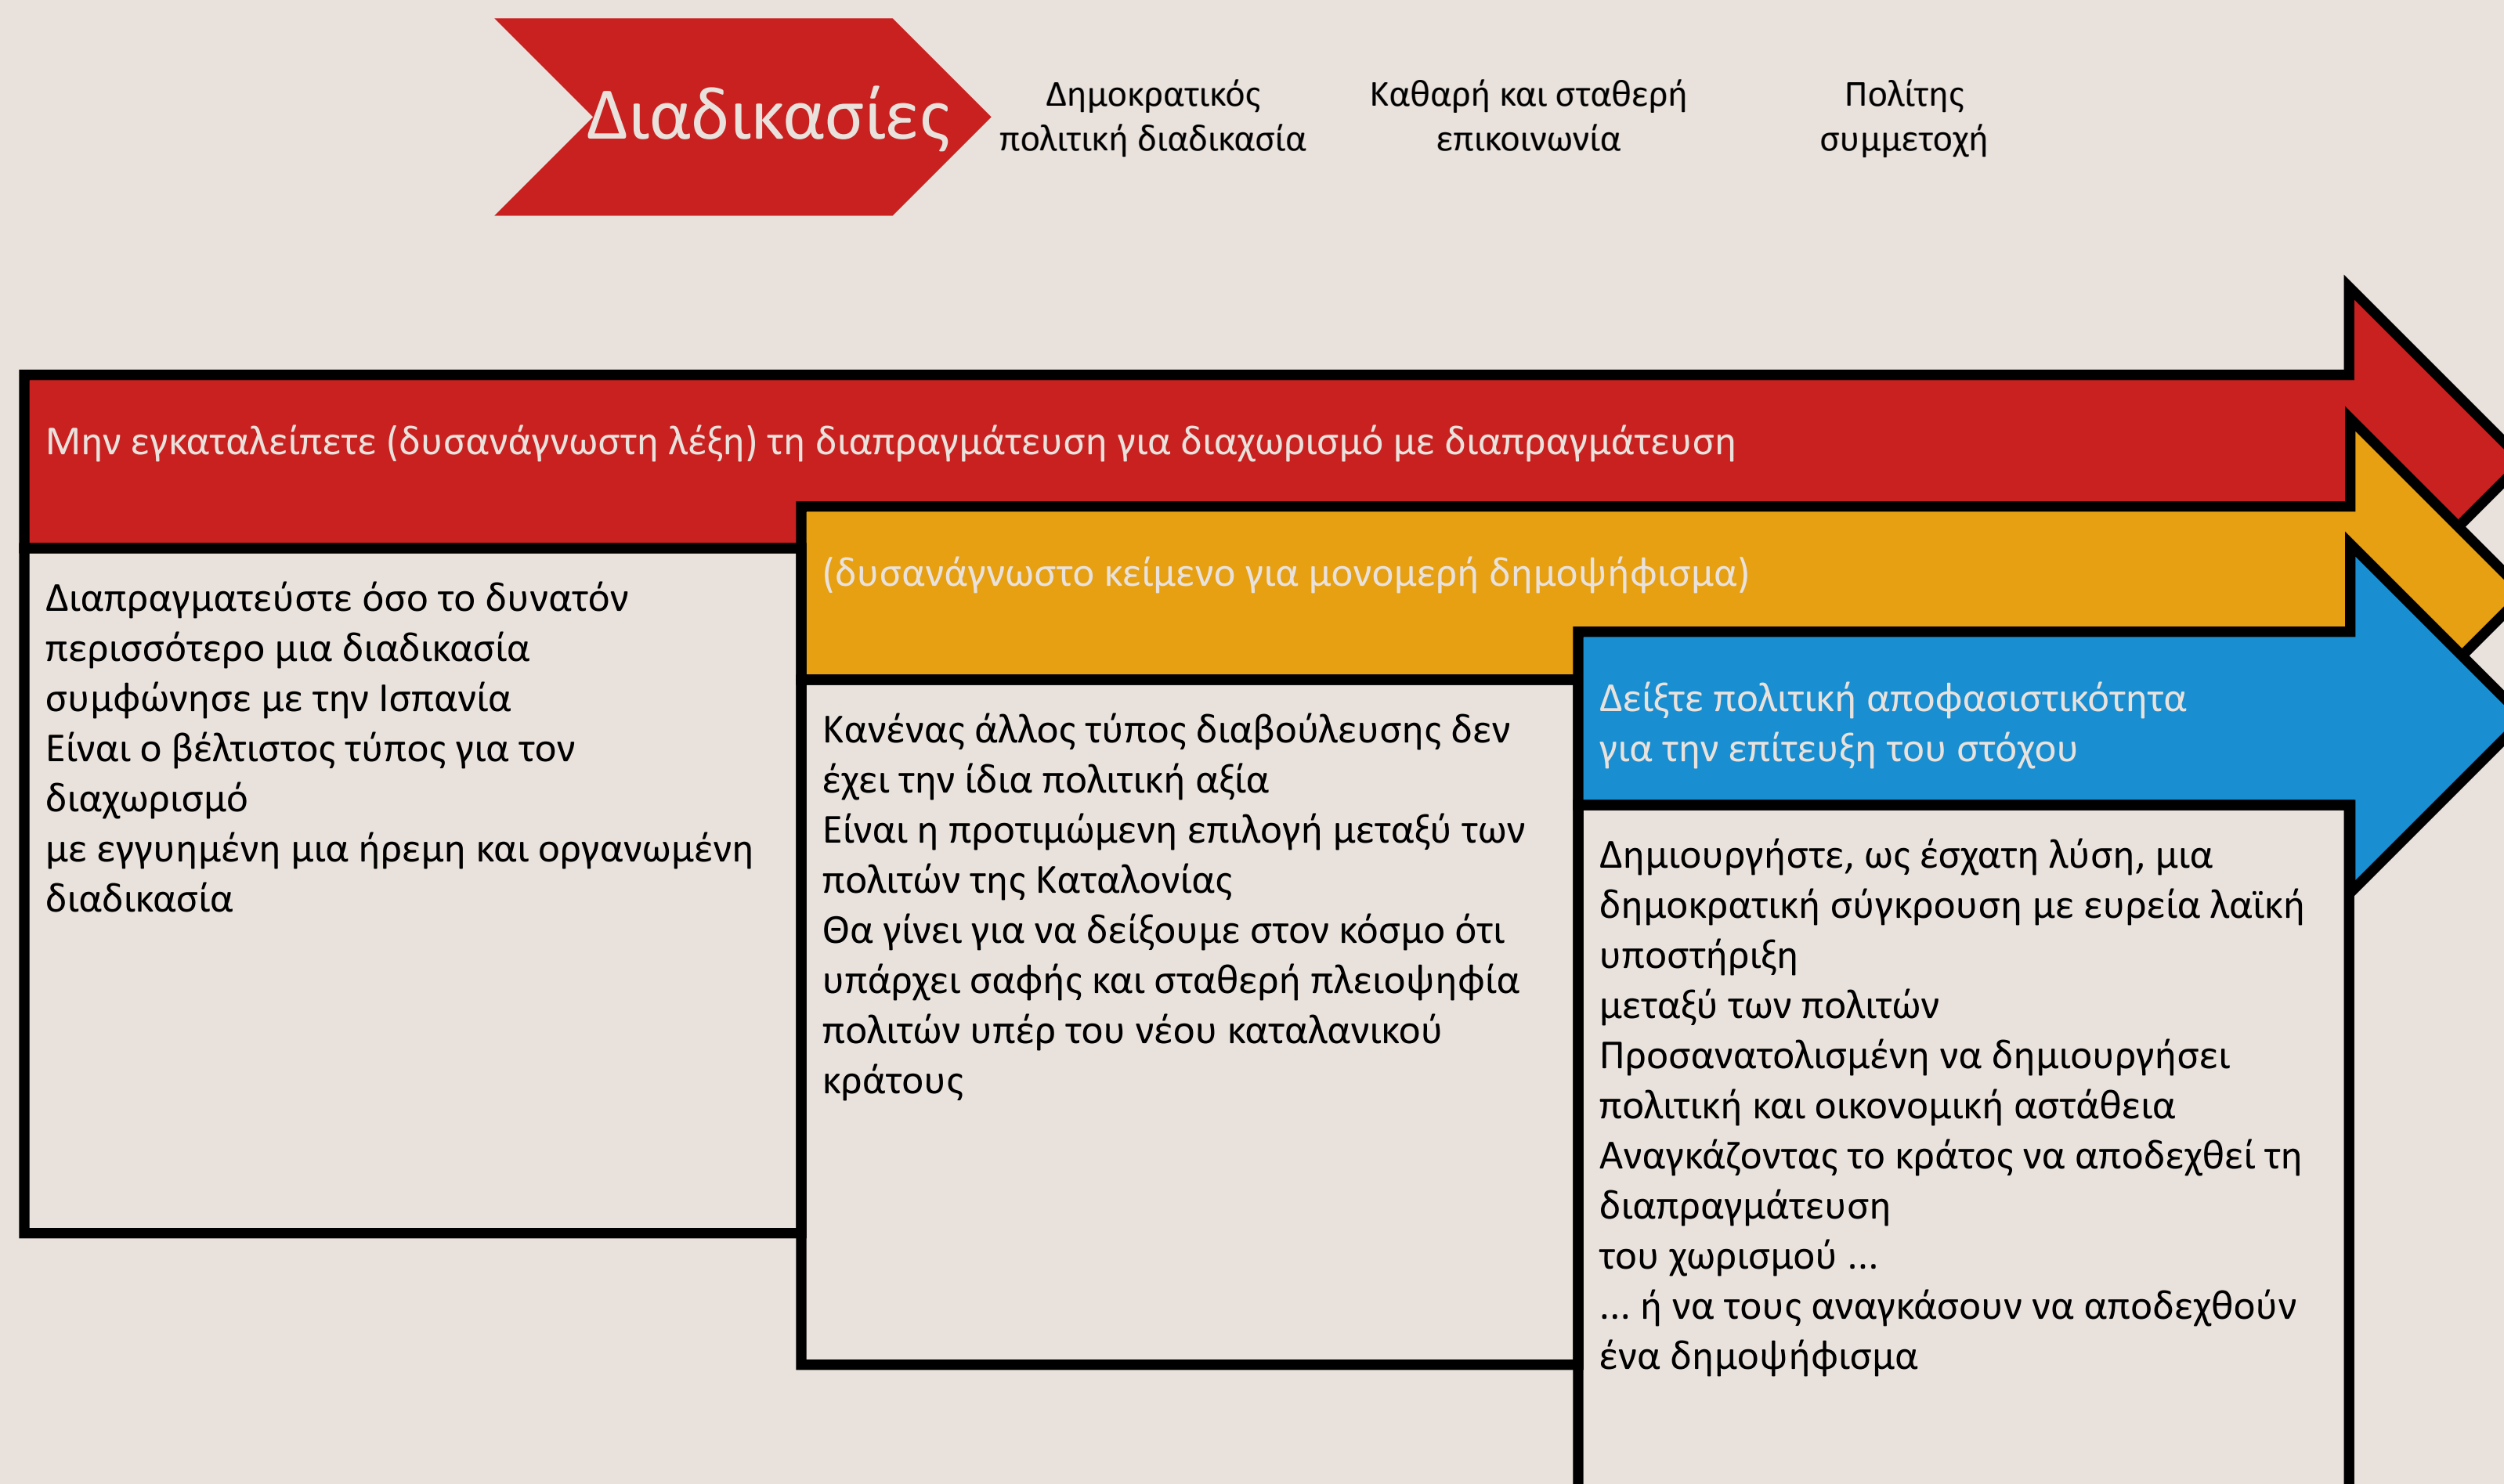 Διαδικασίες
Δημοκρατικός
πολιτική διαδικασία
Καθαρή και σταθερή
επικοινωνία
Πολίτης
συμμετοχή
Μην εγκαταλείπετε (δυσανάγνωστη λέξη) τη διαπραγμάτευση για διαχωρισμό με διαπραγμάτευση
Διαπραγματεύστε όσο το δυνατόν
περισσότερο μια διαδικασία
συμφώνησε με την Ισπανία
Είναι ο βέλτιστος τύπος για τον
διαχωρισμό
με εγγυημένη μια ήρεμη και οργανωμένη
διαδικασία
(δυσανάγνωστο κείμενο για μονομερή δημοψήφισμα)
Κανένας άλλος τύπος διαβούλευσης δεν
έχει την ίδια πολιτική αξία
Είναι η προτιμώμενη επιλογή μεταξύ των
πολιτών της Καταλονίας
Θα γίνει για να δείξουμε στον κόσμο ότι
υπάρχει σαφής και σταθερή πλειοψηφία
πολιτών υπέρ του νέου καταλανικού
κράτους
Δείξτε πολιτική αποφασιστικότητα
για την επίτευξη του στόχου
Δημιουργήστε, ως έσχατη λύση, μια
δημοκρατική σύγκρουση με ευρεία λαϊκή
υποστήριξη
μεταξύ των πολιτών
Προσανατολισμένη να δημιουργήσει
πολιτική και οικονομική αστάθεια
Αναγκάζοντας το κράτος να αποδεχθεί τη
διαπραγμάτευση
του χωρισμού ...
... ή να τους αναγκάσουν να αποδεχθούν
ένα δημοψήφισμα